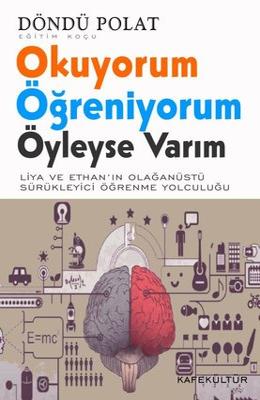 DÖNDÜ POLAT
EĞİTİM KOÇU
Okuyorum
Öğreniyorum
Öyleyse Varım
LİYA VE ETHAN'IN OLAĞANÜSTÜ
SÜRÜKLEYİCİ ÖĞRENME YOLCULUĞU
E=mc
KAFEKÜLTÜR